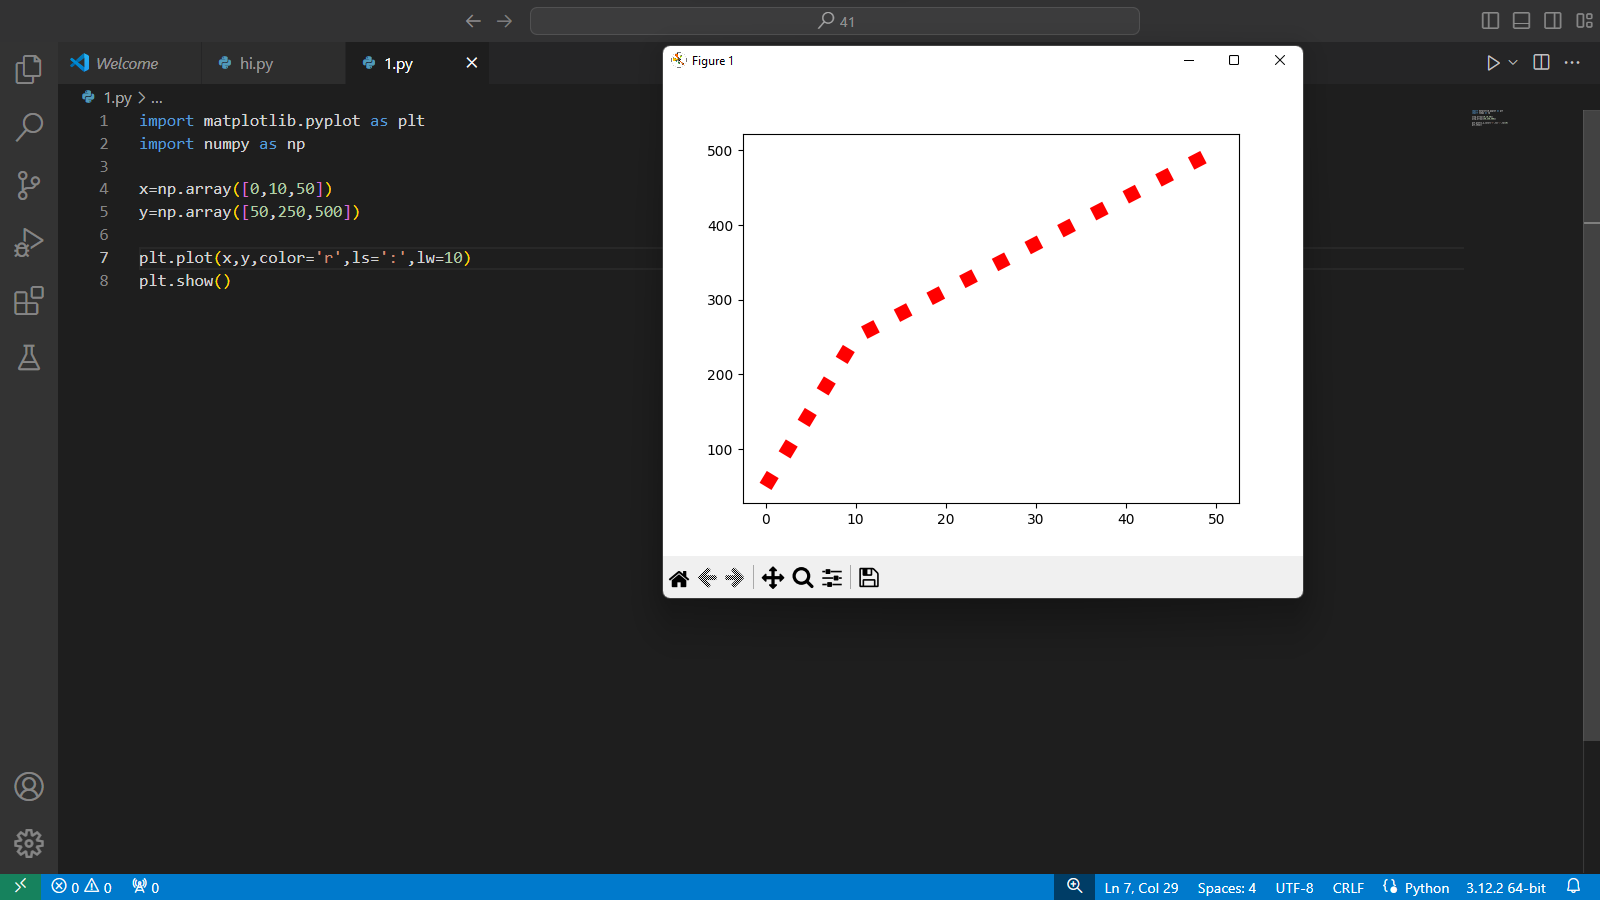 41
Welcome
hi.py
1.py
1.py > ...
1 import matplotlib.pyplot as plt
2 import numpy as np
3
4 x=np.array([0,10,50])
5 y=np.array([50,250,500])
6
7 plt.plot(x,y,color='r',ls=':',lw=10)
8 plt.show()
Figure 1
500
400
300
200
100
0 10 20 30 40 50
0 0 0 Ln 7, Col 29 Spaces: 4 UTF-8 CRLF Python 3.12.2 64-bit